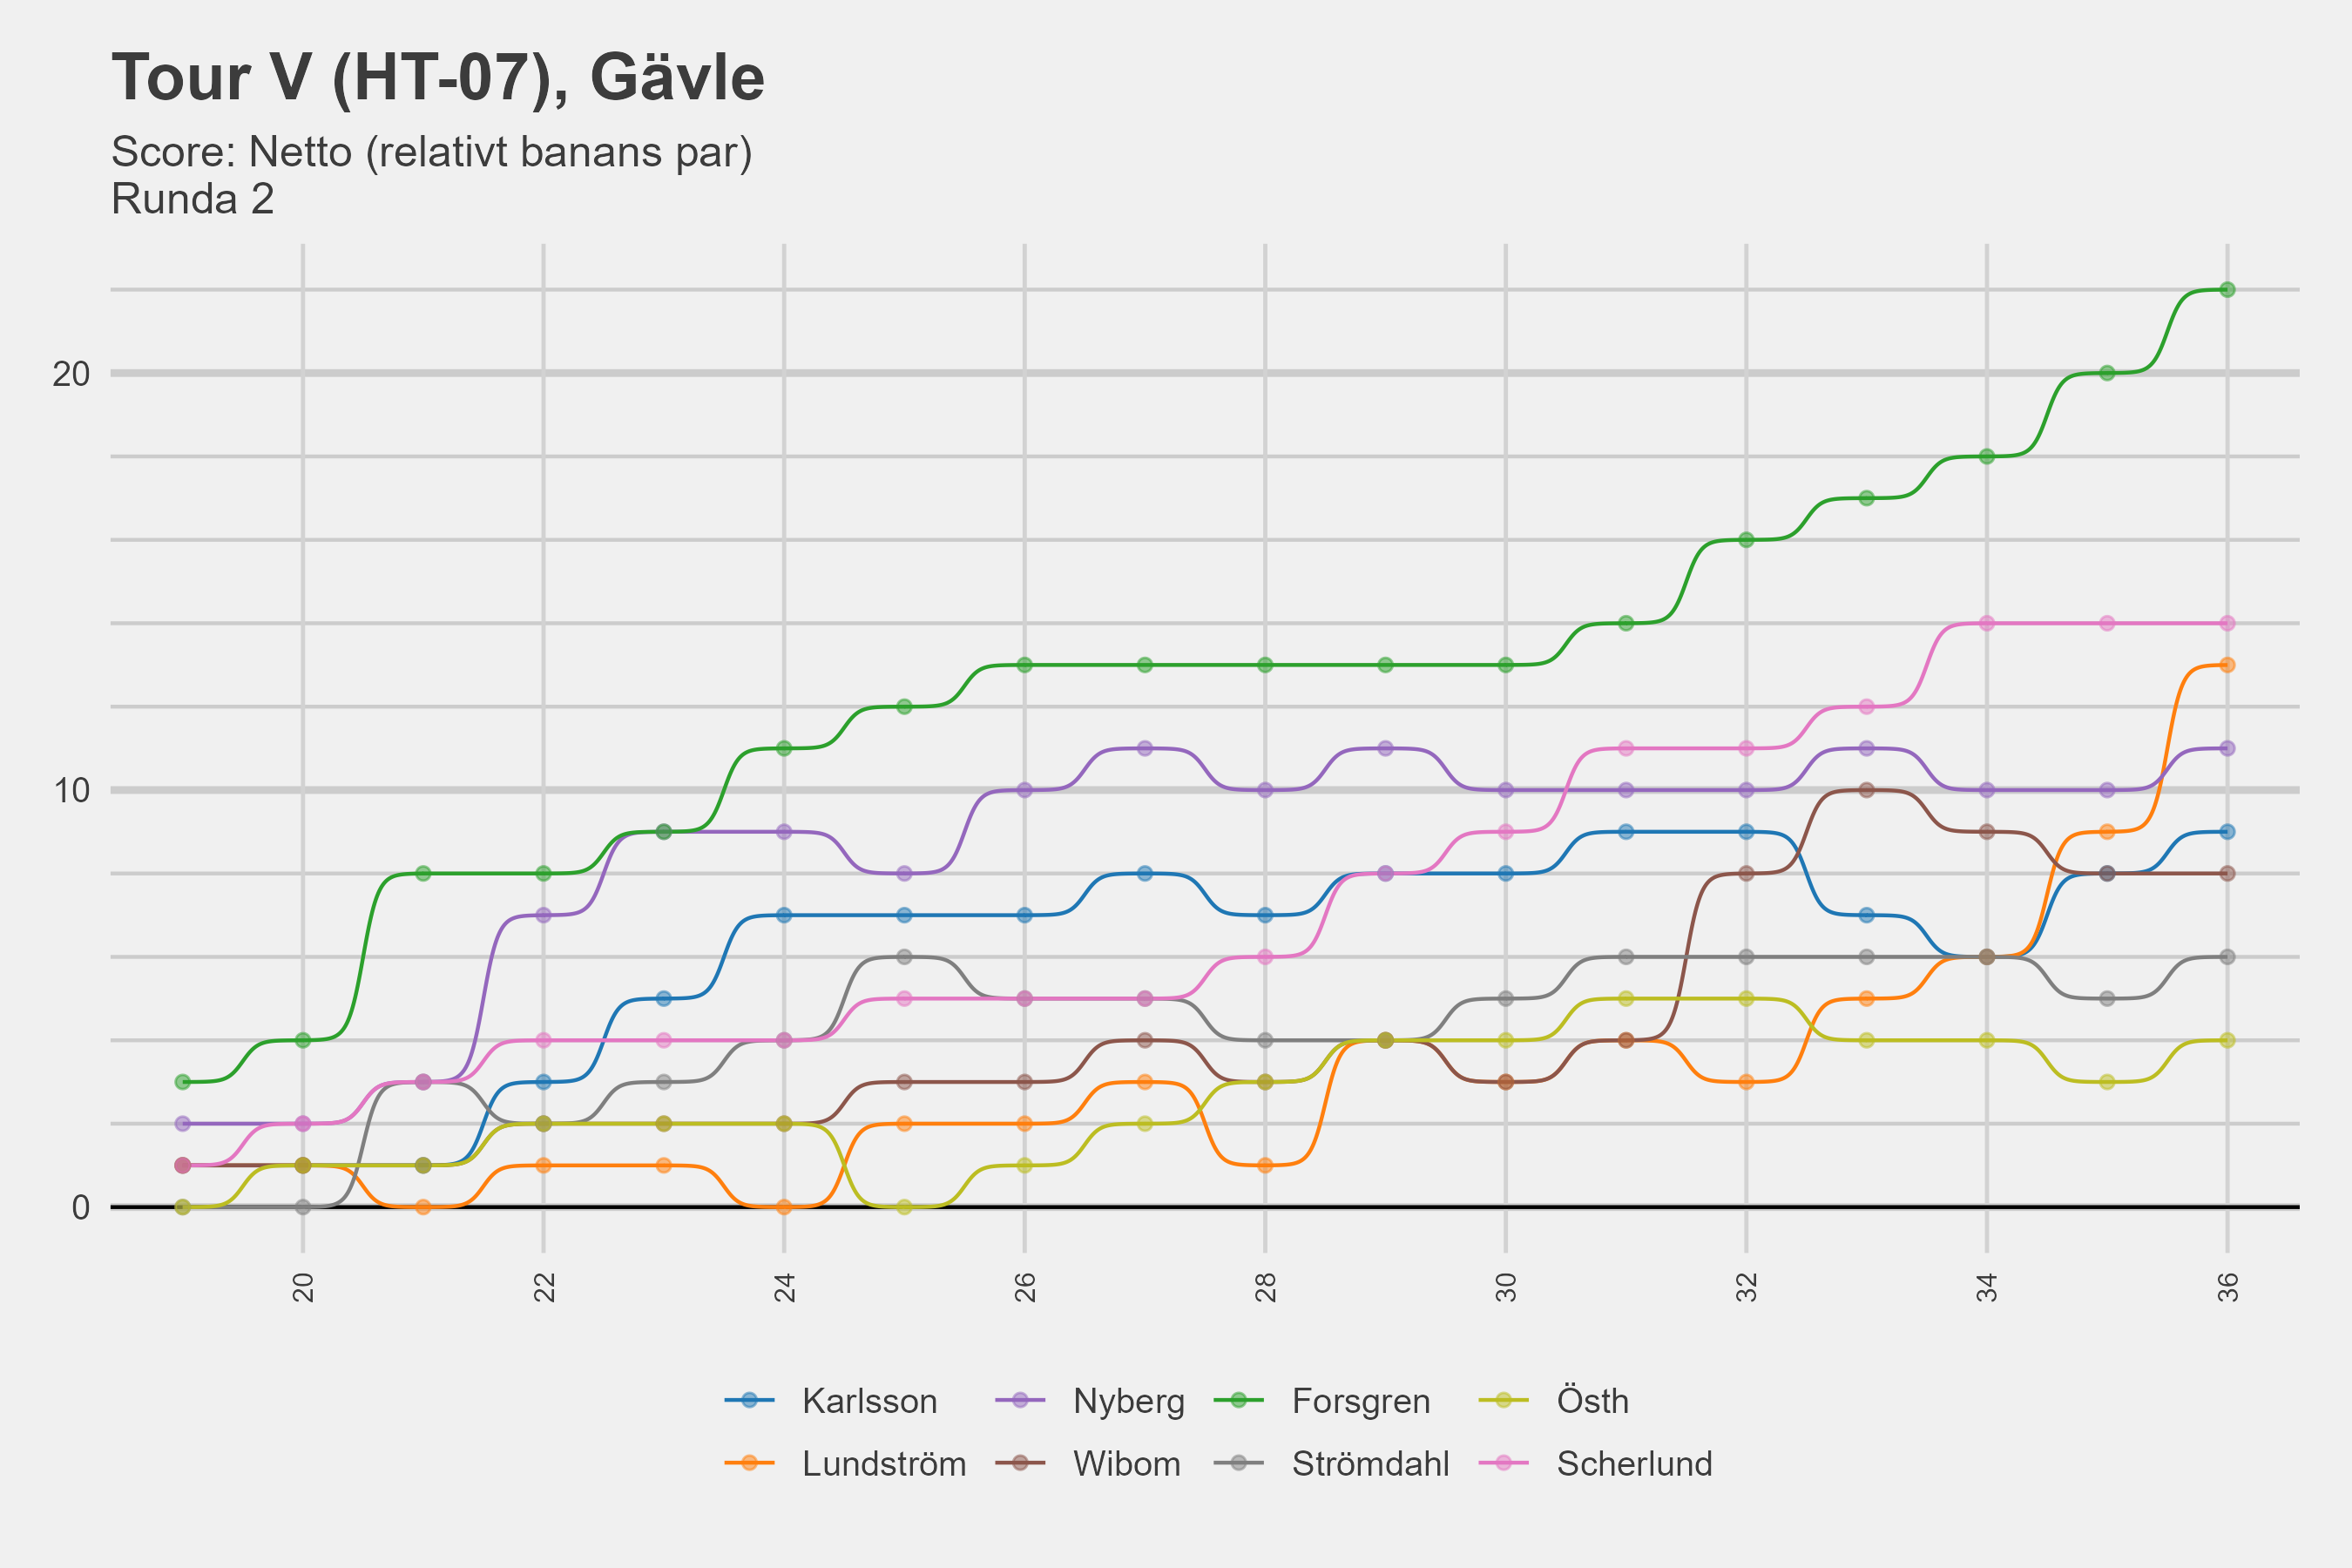 Tour V (HT-07), Gävle
Score: Netto (relativt banans par)
Runda 2
20
10
0
20 22 24 26 28 30 32 34 36
Karlsson Nyberg Forsgren Östh
Lundström Wibom Strömdahl Scherlund